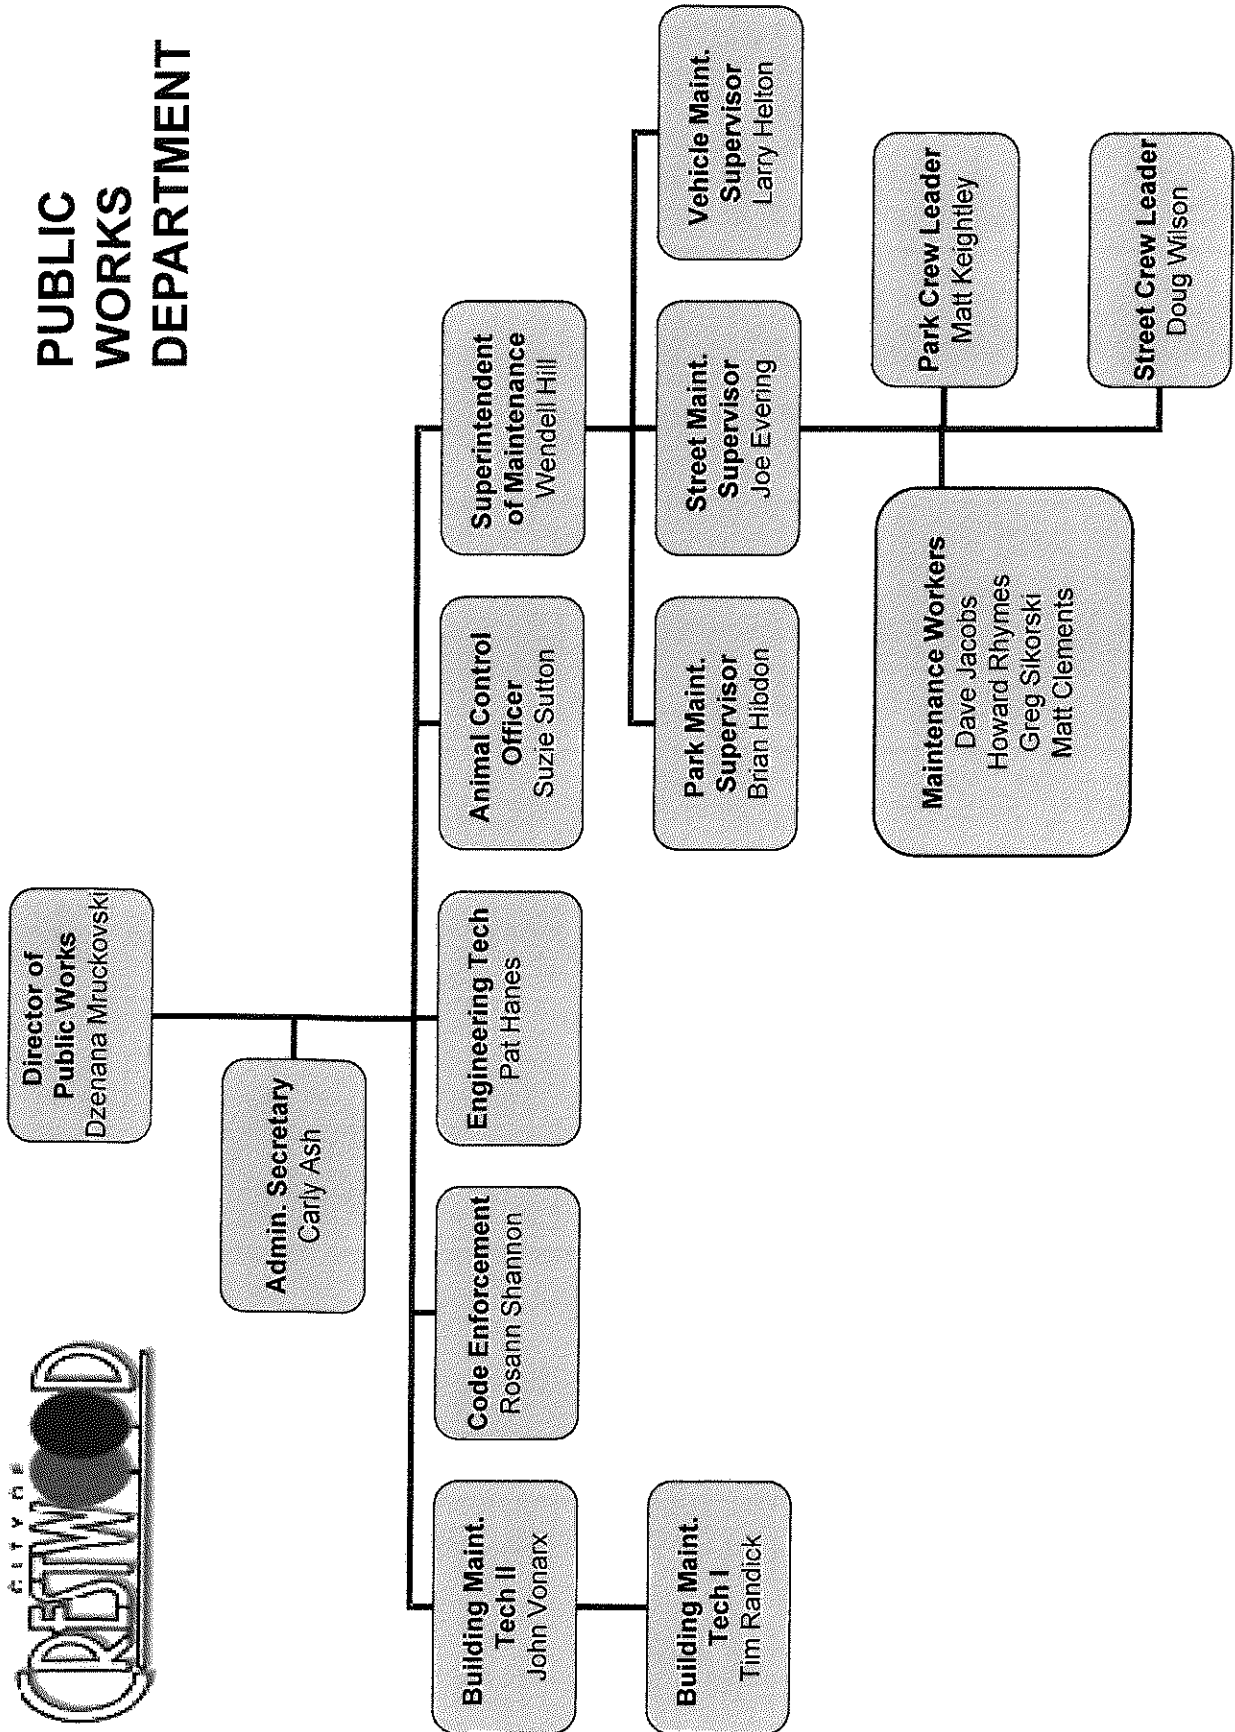 CITY OF
CRESTWOOD
PUBLIC
WORKS
DEPARTMENT
Director of
Public Works
Dzenana Mruckovski
Admin. Secretary
Carly Ash
Building Maint.
Tech II
John Vonarx
Code Enforcement
Rosann Shannon
Engineering Tech
Pat Hanes
Animal Control
Officer
Suzie Sutton
Superintendent
of Maintenance
Wendell Hill
Building Maint.
Tech I
Tim Randick
Park Maint.
Supervisor
Brian Hibdon
Street Maint.
Supervisor
Joe Evering
Vehicle Maint.
Supervisor
Larry Helton
Maintenance Workers
Dave Jacobs
Howard Rhymes
Greg Sikorski
Matt Clements
Park Crew Leader
Matt Keightley
Street Crew Leader
Doug Wilson